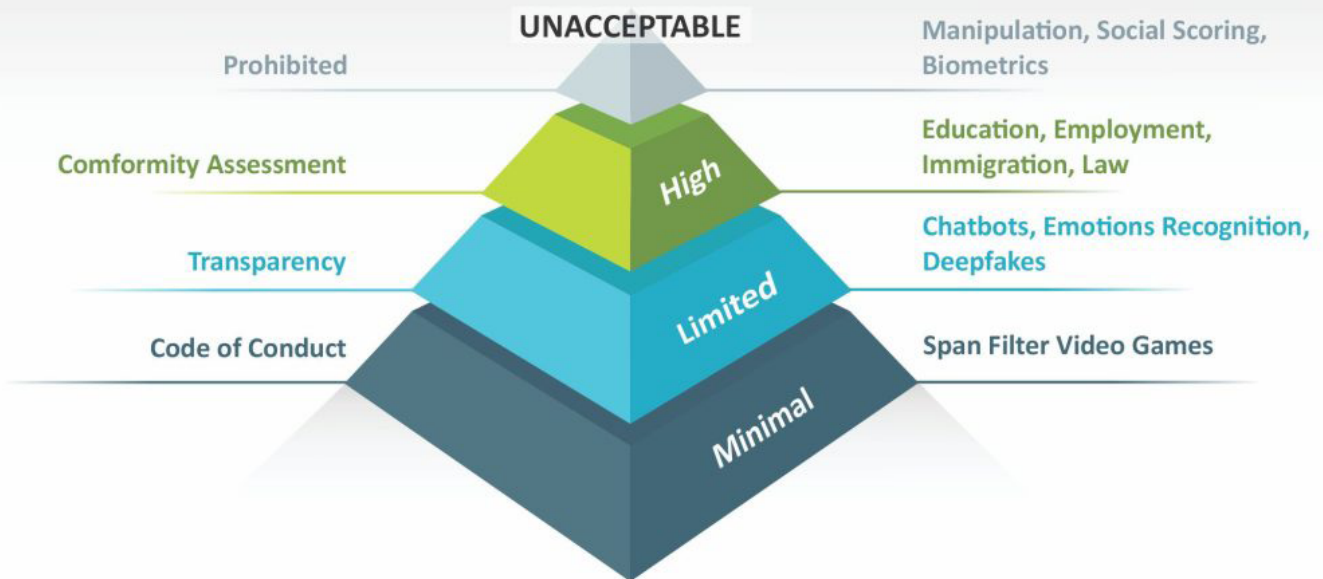 UNACCEPTABLE
Prohibited
Manipulation, Social Scoring,
Biometrics
Comformity Assessment
High
Education, Employment,
Immigration, Law
Transparency
Limited
Chatbots, Emotions Recognition,
Deepfakes
Code of Conduct
Minimal
Span Filter Video Games